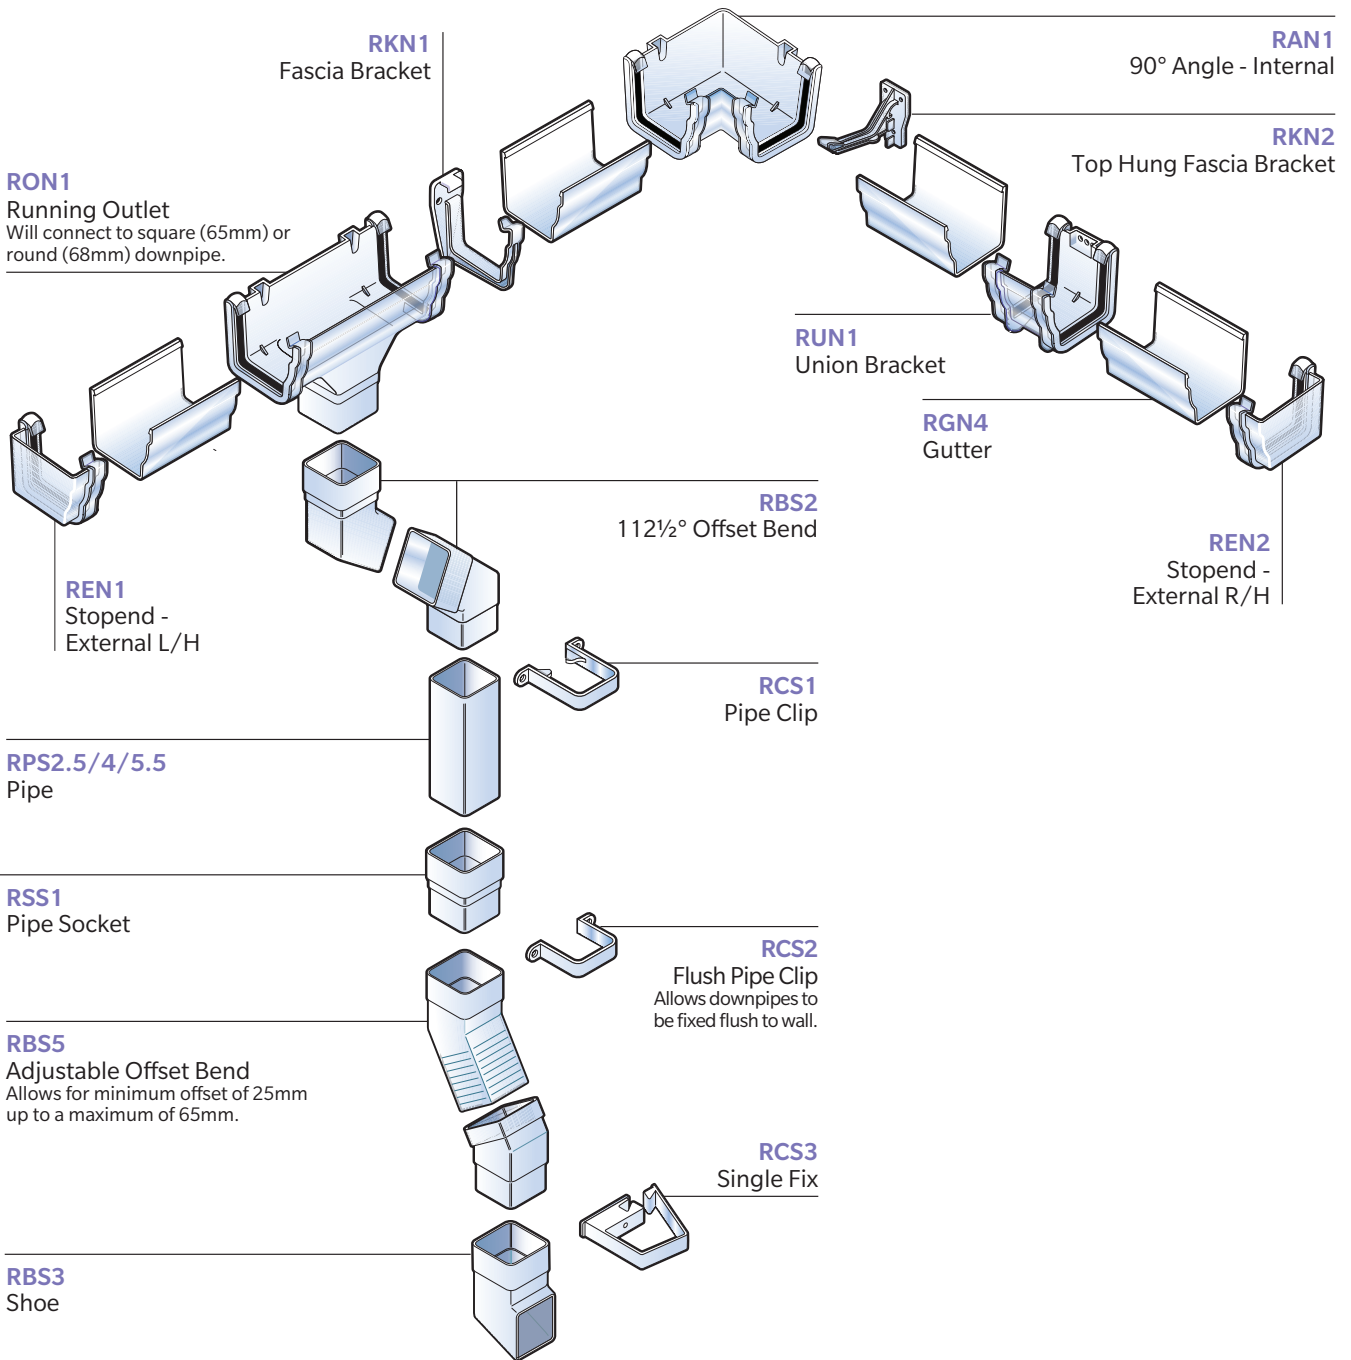 RKN1
Fascia Bracket
RAN1
90° Angle - Internal
RKN2
Top Hung Fascia Bracket
RON1
Running Outlet
Will connect to square (65mm) or
round (68mm) downpipe.
RUN1
Union Bracket
RGN4
Gutter
RBS2
112½° Offset Bend
REN2
Stopend -
External R/H
REN1
Stopend -
External L/H
RCS1
Pipe Clip
RPS2.5/4/5.5
Pipe
RSS1
Pipe Socket
RCS2
Flush Pipe Clip
Allows downpipes to
be fixed flush to wall.
RBS5
Adjustable Offset Bend
Allows for minimum offset of 25mm
up to a maximum of 65mm.
RCS3
Single Fix
RBS3
Shoe